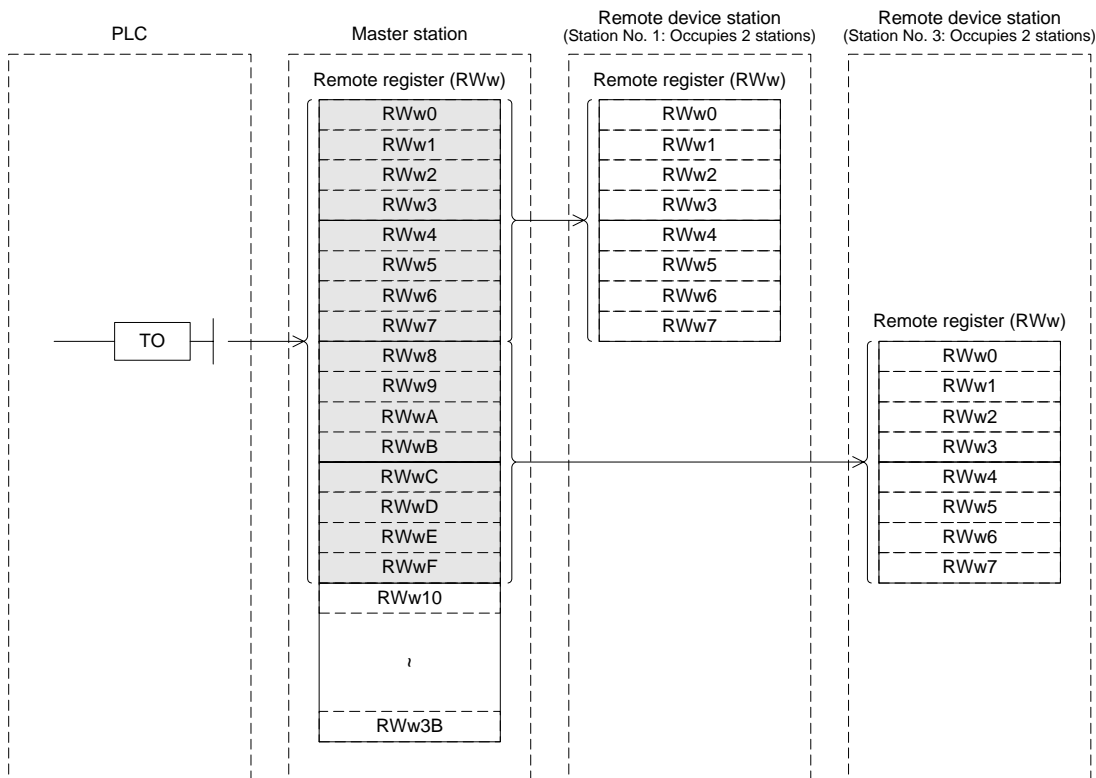 PLC
Master station
Remote device station
(Station No. 1: Occupies 2 stations)
Remote device station
(Station No. 3: Occupies 2 stations)
TO
Remote register (RWw)
RWw0
RWw1
RWw2
RWw3
RWw4
RWw5
RWw6
RWw7
RWw8
RWw9
RWwA
RWwB
RWwC
RWwD
RWwE
RWwF
RWw10
~
RWw3B
Remote register (RWw)
RWw0
RWw1
RWw2
RWw3
RWw4
RWw5
RWw6
RWw7
Remote register (RWw)
RWw0
RWw1
RWw2
RWw3
RWw4
RWw5
RWw6
RWw7